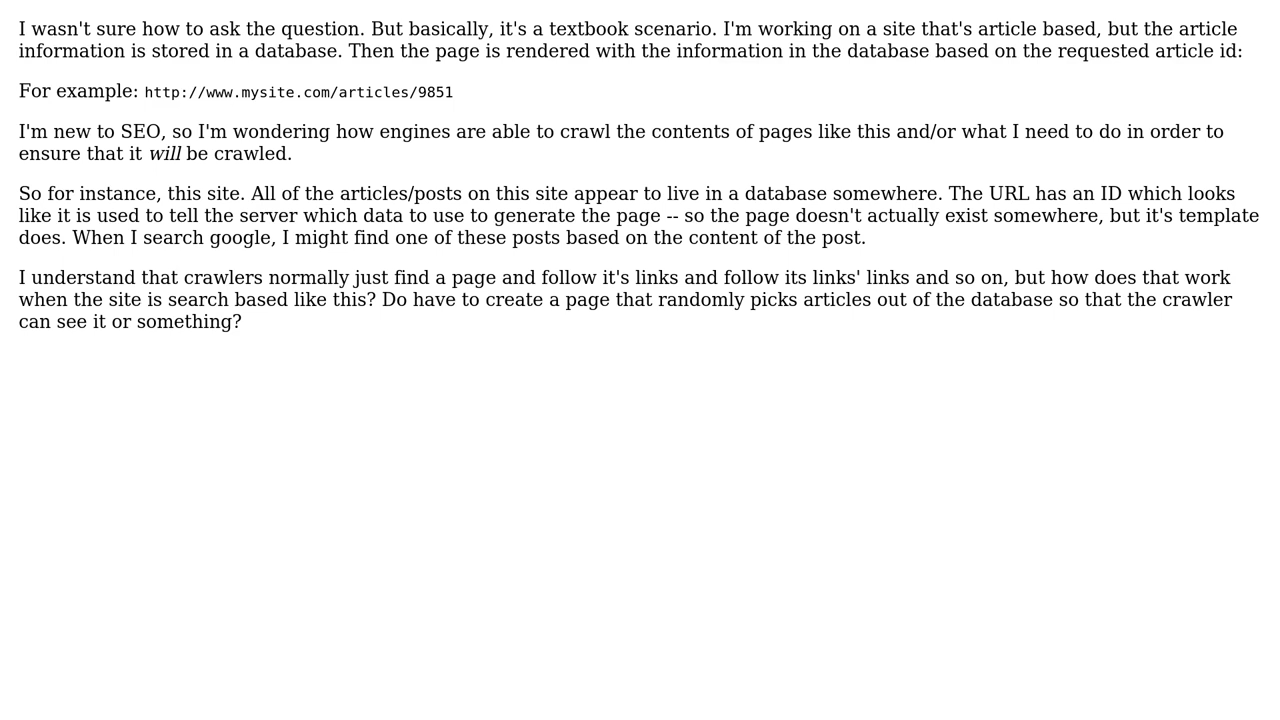 I wasn't sure how to ask the question. But basically, it's a textbook scenario. I'm working on a site that's article based, but the article
information is stored in a database. Then the page is rendered with the information in the database based on the requested article id:
For example: http://www.mysite.com/articles/9851
I'm new to SEO, so I'm wondering how engines are able to crawl the contents of pages like this and/or what I need to do in order to
ensure that it will be crawled.
So for instance, this site. All of the articles/posts on this site appear to live in a database somewhere. The URL has an ID which looks
like it is used to tell the server which data to use to generate the page -- so the page doesn't actually exist somewhere, but it's template
does. When I search google, I might find one of these posts based on the content of the post.
I understand that crawlers normally just find a page and follow it's links and follow its links' links and so on, but how does that work
when the site is search based like this? Do have to create a page that randomly picks articles out of the database so that the crawler
can see it or something?